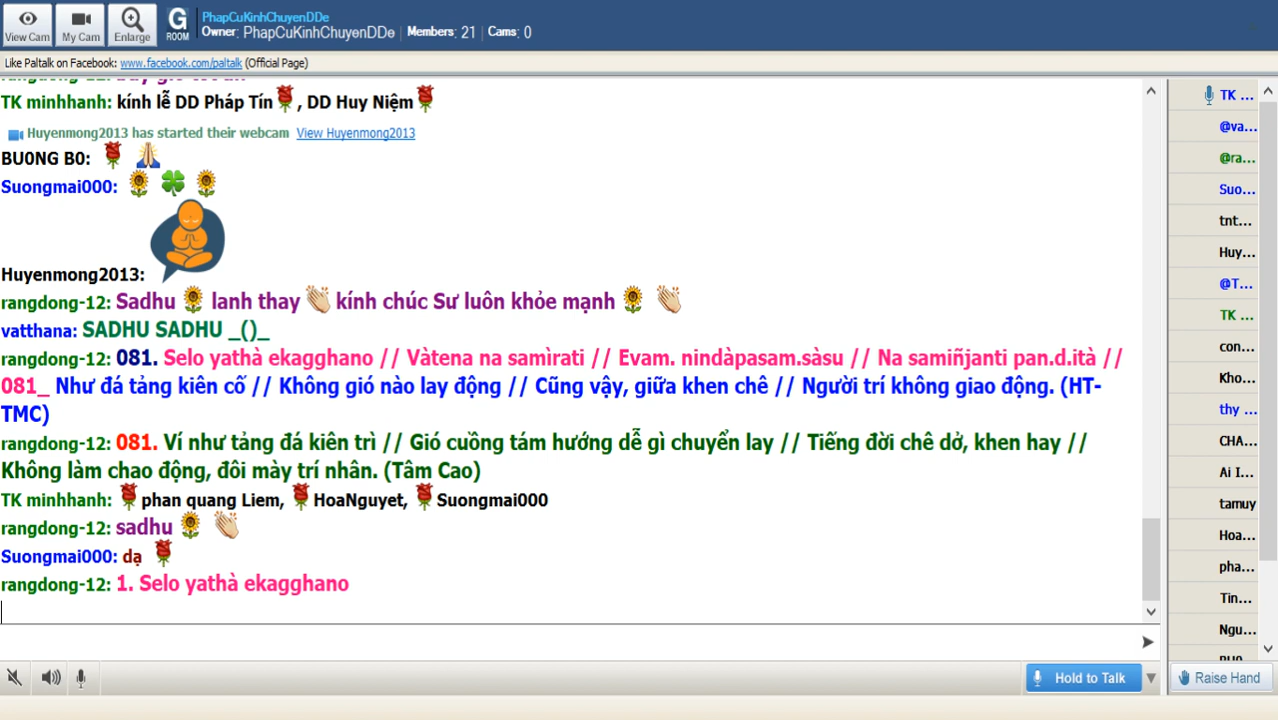 PhapCuKinhChuyenDDe
Owner: PhapCuKinhChuyenDDe Members: 21 Cams: 0
View Cam My Cam Enlarge G ROOM
Like Paltalk on Facebook: www.facebook.com/paltalk (Official Page)
TK minhhanh: kính lễ DD Pháp Tín🌹, DD Huy Niệm🌹
Huyenmong2013 has started their webcam View Huyenmong2013
BU0NG B0: 🌹 🙏
Suongmai000: 🌻 🍀 🌻
Huyenmong2013:
rangdong-12: Sadhu 🌻 lanh thay 👏 kính chúc Sư luôn khỏe mạnh 🌻 👏
vatthana: SADHU SADHU _()_
rangdong-12: 081. Selo yathà ekagghano // Vàtena na samìrati // Evam. nindàpasam.sàsu // Na samiñjanti pan.d.ità //
081_ Như đá tảng kiên cố // Không gió nào lay động // Cũng vậy, giữa khen chê // Người trí không giao động. (HT-
TMC)
rangdong-12: 081. Ví như tảng đá kiên trì // Gió cuồng tám hướng dễ gì chuyển lay // Tiếng đời chê dở, khen hay //
Không làm chao động, đôi mày trí nhân. (Tâm Cao)
TK minhhanh: 🌹phan quang Liem, 🌹HoaNguyet, 🌹Suongmai000
rangdong-12: sadhu 🌻 👏
Suongmai000: dạ 🌹
rangdong-12: 1. Selo yathà ekagghano
TK ...
@va...
@ra...
Suo...
tnt...
Huy...
@T...
TK ...
con...
Kho...
thy ...
CHA...
Ai I...
tamuy
Hoa...
pha...
Tin...
Ngu...
Hold to Talk
Raise Hand